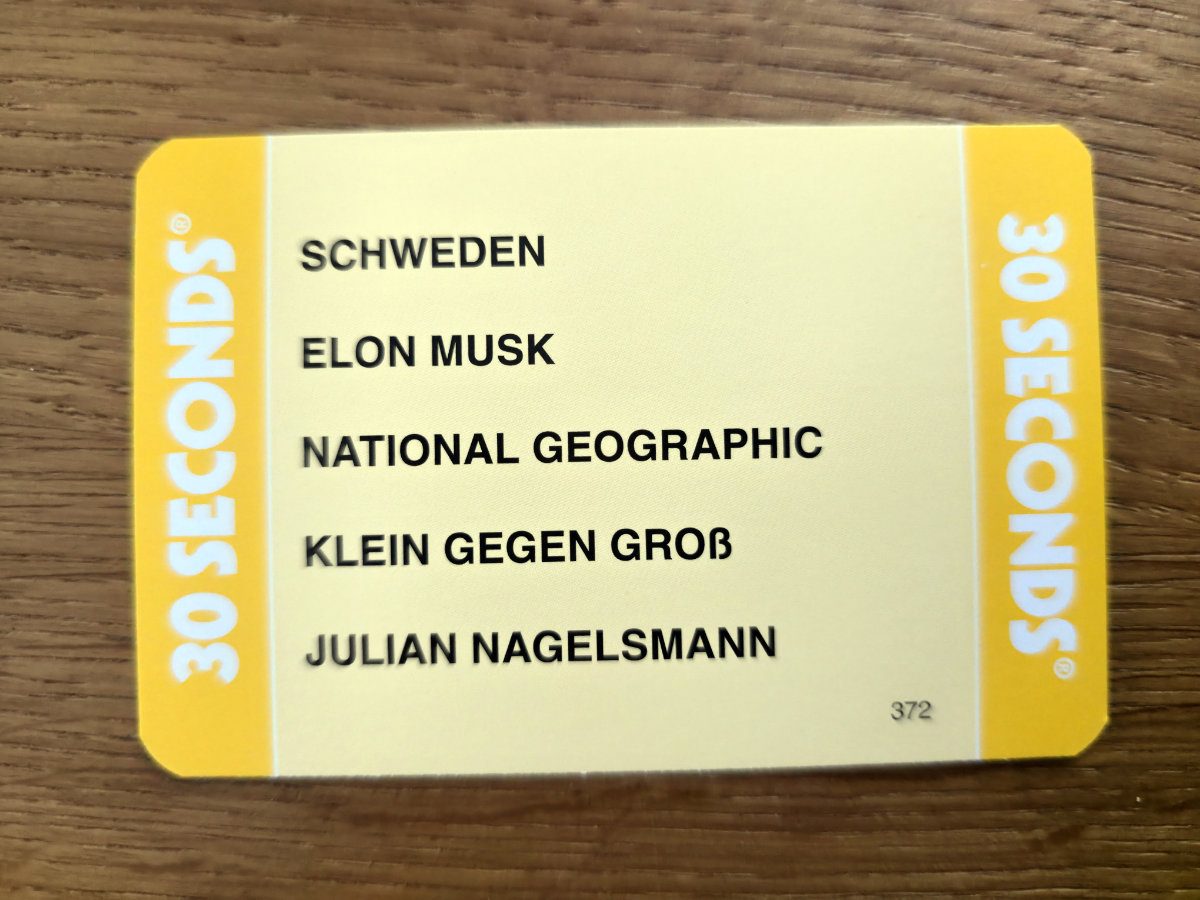 30 SECONDS®
SCHWEDEN
ELON MUSK
NATIONAL GEOGRAPHIC
KLEIN GEGEN GROß
JULIAN NAGELSMANN
372
30 SECONDS®